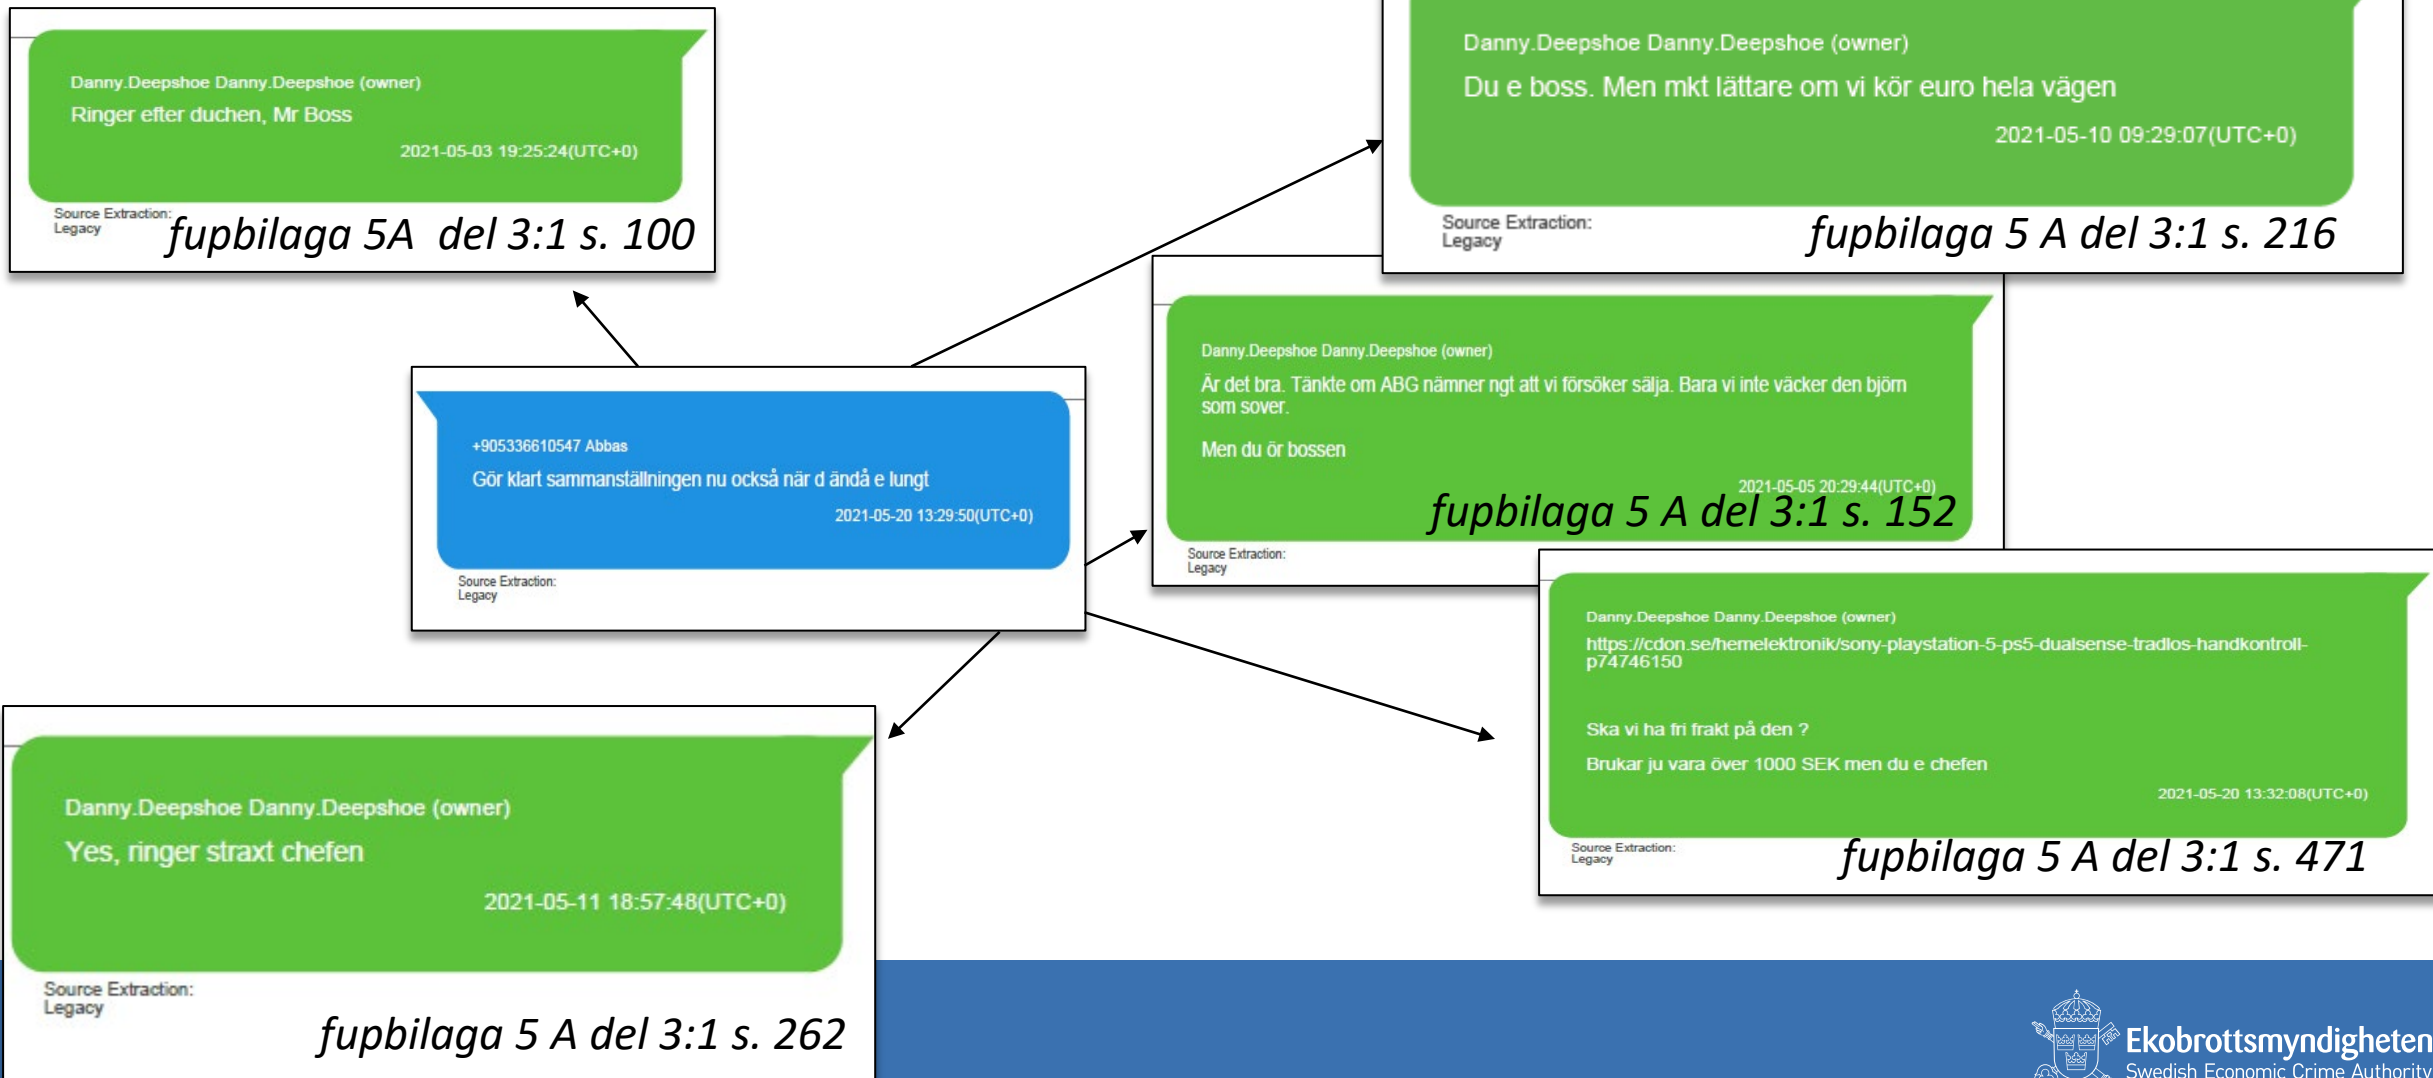 Danny.Deepshoe Danny.Deepshoe (owner)
Ringer efter duchen, Mr Boss
2021-05-03 19:25:24(UTC+0)
Source Extraction:
Legacy
fupbilaga 5A del 3:1 s. 100
Danny.Deepshoe Danny.Deepshoe (owner)
Du e boss. Men mkt lättare om vi kör euro hela vägen
2021-05-10 09:29:07(UTC+0)
Source Extraction:
Legacy
fupbilaga 5 A del 3:1 s. 216
+905336610547 Abbas
Gör klart sammanställningen nu också när d ändå e lungt
2021-05-20 13:29:50(UTC+0)
Source Extraction:
Legacy
Danny.Deepshoe Danny.Deepshoe (owner)
Är det bra. Tänkte om ABG nämner ngt att vi försöker sälja. Bara vi inte väcker den björn
som sover.
Men du ör bossen
2021-05-05 20:29:44(UTC+0)
fupbilaga 5 A del 3:1 s. 152
Source Extraction:
Legacy
Danny.Deepshoe Danny.Deepshoe (owner)
https://cdon.se/hemelektronik/sony-playstation-5-ps5-dualsense-tradlos-handkontroll-
p74746150
Ska vi ha fri frakt på den ?
Brukar ju vara över 1000 SEK men du e chefen
2021-05-20 13:32:08(UTC+0)
Source Extraction:
Legacy
fupbilaga 5 A del 3:1 s. 471
Danny.Deepshoe Danny.Deepshoe (owner)
Yes, ringer straxt chefen
2021-05-11 18:57:48(UTC+0)
Source Extraction:
Legacy
fupbilaga 5 A del 3:1 s. 262
Ekobrottsmyndigheten
Swedish Economic Crime Authority